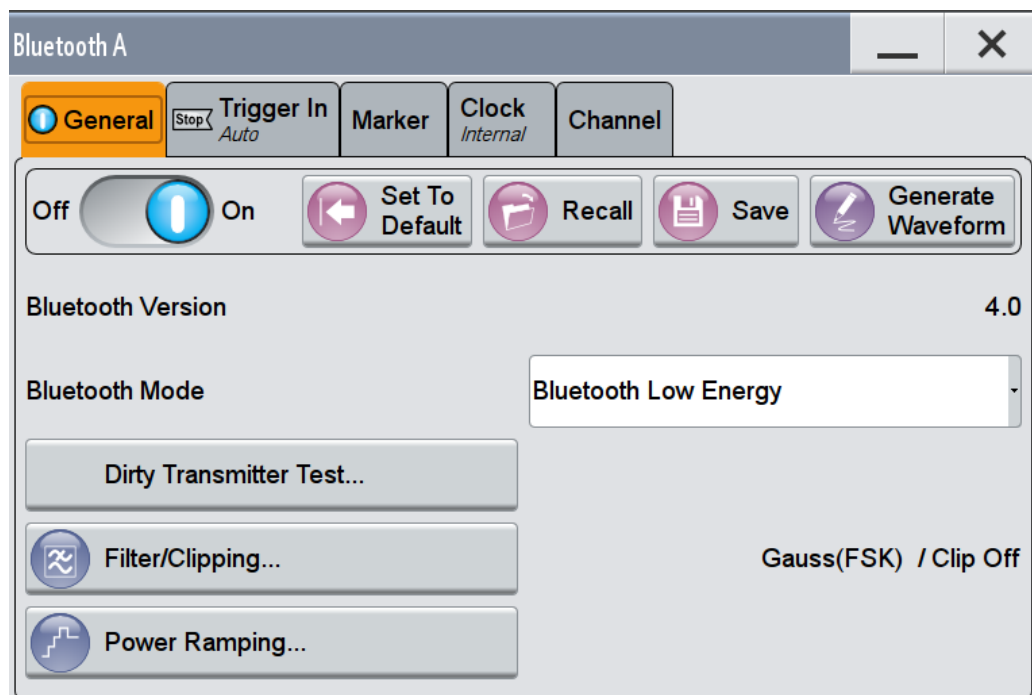 Bluetooth A
General
Stop
Trigger In
Auto
Marker
Clock
Internal
Channel
Off
On
Set To
Default
Recall
Save
Generate
Waveform
Bluetooth Version
4.0
Bluetooth Mode
Bluetooth Low Energy
Dirty Transmitter Test...
Filter/Clipping...
Gauss(FSK) / Clip Off
Power Ramping...